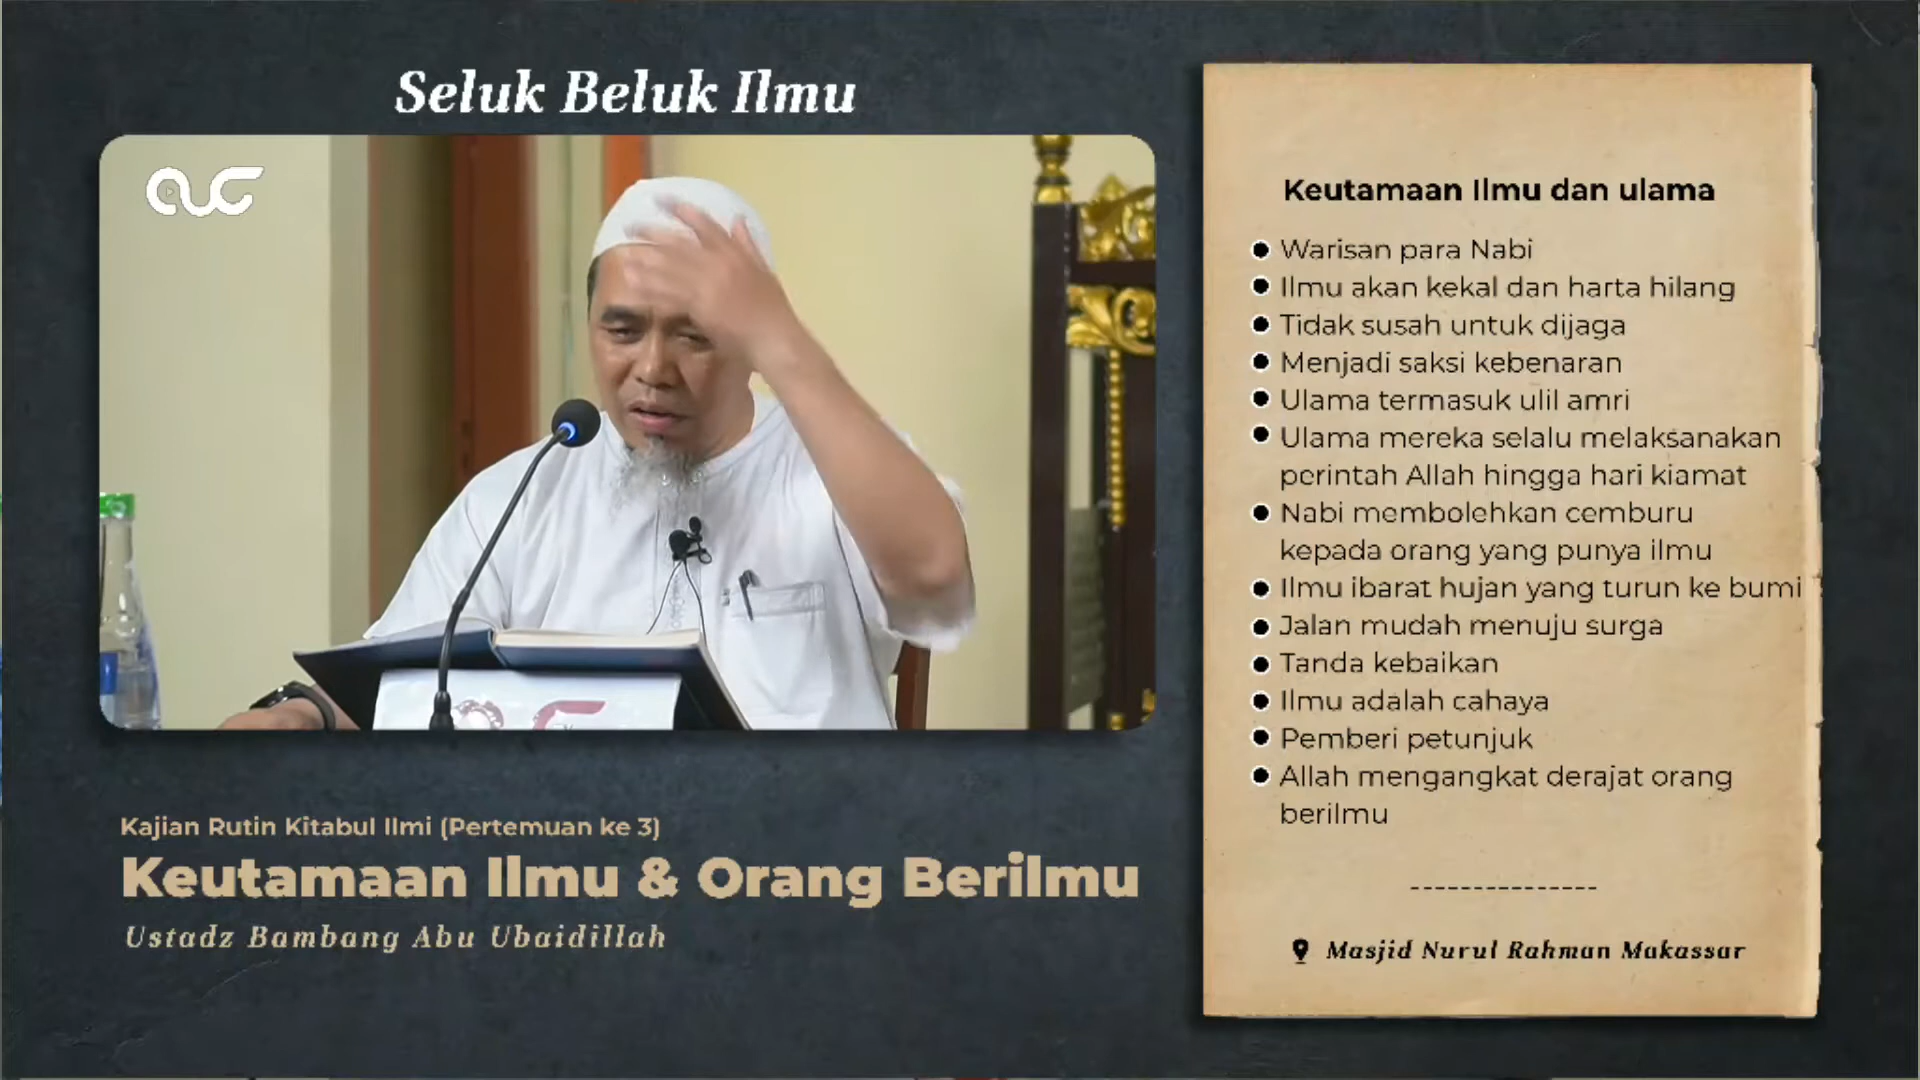 Seluk Beluk Ilmu
Kajian Rutin Kitabul Ilmi (Pertemuan ke 3)
Keutamaan Ilmu & Orang Berilmu
Ustadz Bambang Abu Ubaidillah
Keutamaan Ilmu dan ulama
Warisan para Nabi
Ilmu akan kekal dan harta hilang
Tidak susah untuk dijaga
Menjadi saksi kebenaran
Ulama termasuk ulil amri
Ulama mereka selalu melaksanakan
perintah Allah hingga hari kiamat
Nabi membolehkan cemburu
kepada orang yang punya ilmu
Ilmu ibarat hujan yang turun ke bumi
Jalan mudah menuju surga
Tanda kebaikan
Ilmu adalah cahaya
Pemberi petunjuk
Allah mengangkat derajat orang
berilmu
---------------
Masjid Nurul Rahman Makassar